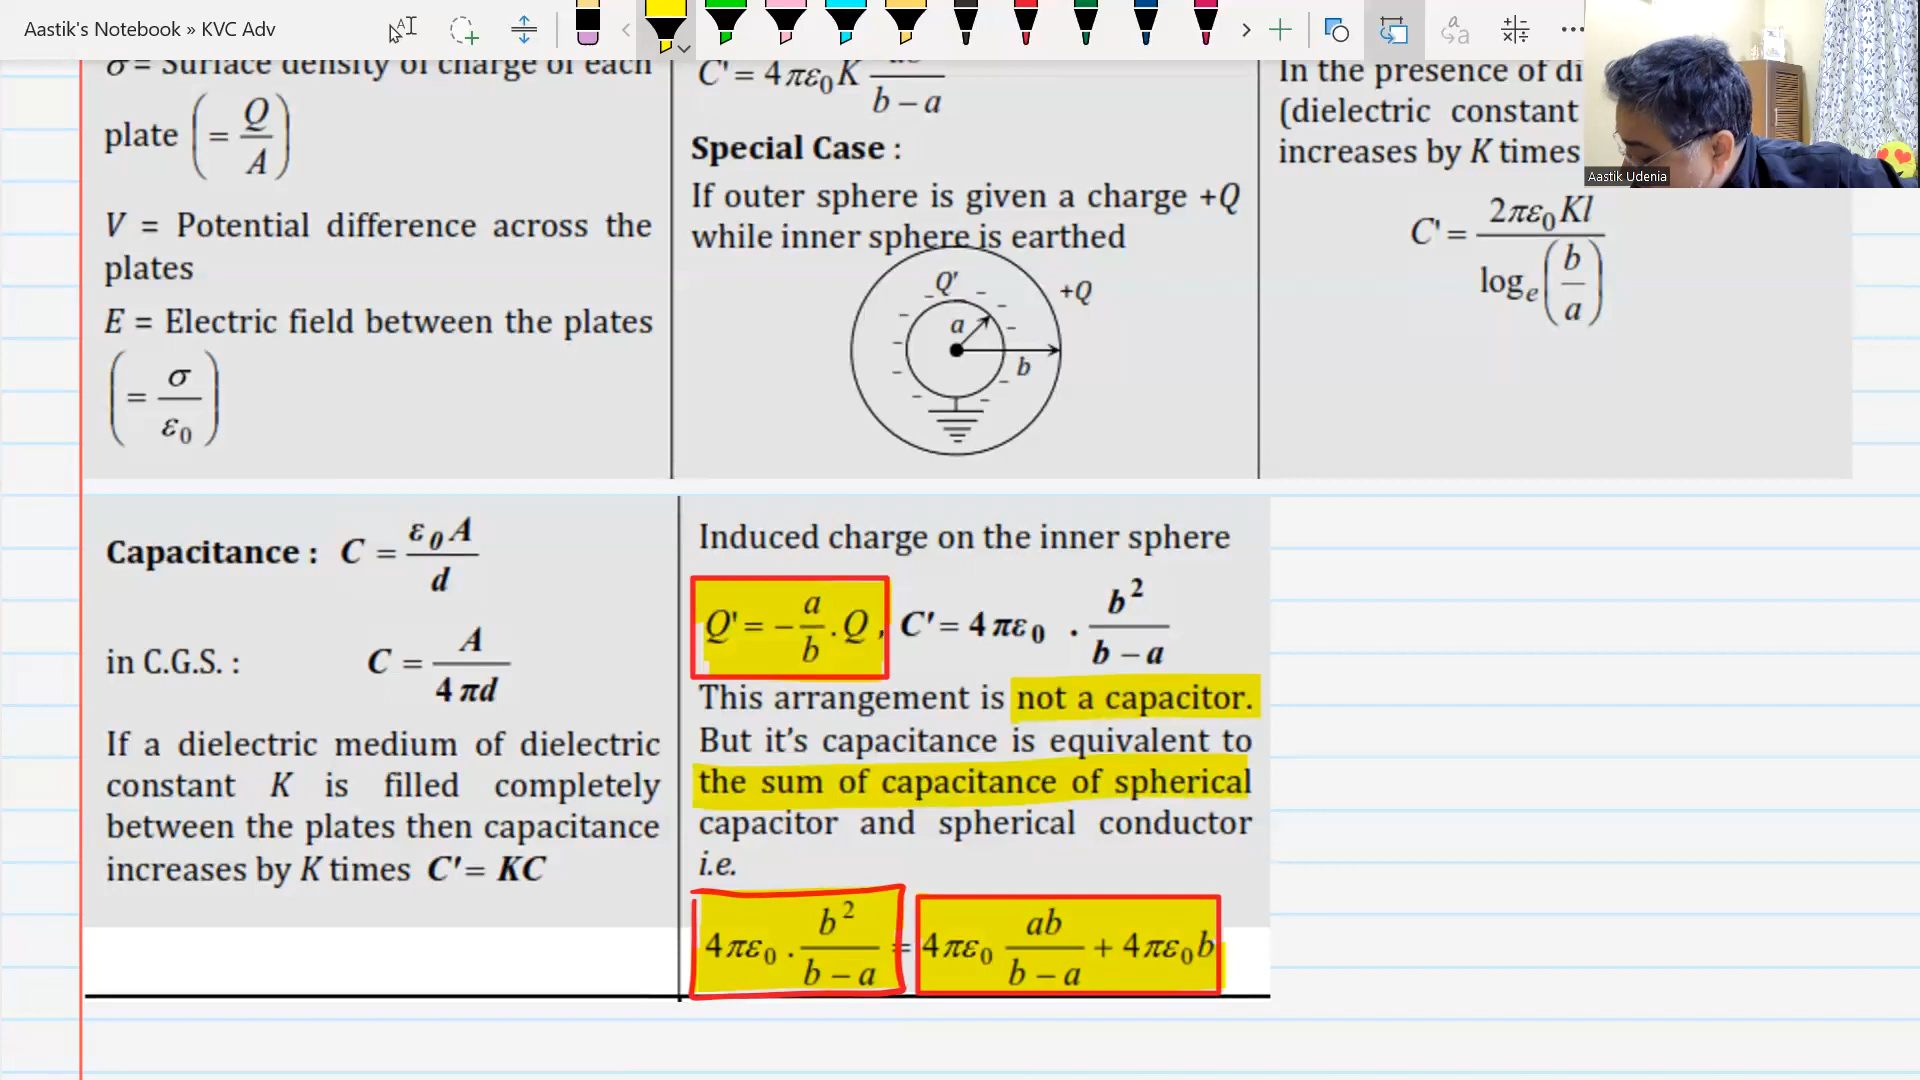 Aastik's Notebook » KVC Adv
σ = Surface density of charge of each
plate (= Q/A)
V = Potential difference across the
plates
E = Electric field between the plates
(= σ/ε₀)
C' = 4πε₀K ab/(b – a)
Special Case :
If outer sphere is given a charge +Q
while inner sphere is earthed
Q'
+Q
a
b
In the presence of di
(dielectric constant
increases by K times
C' = 2πε₀Kl / logₑ(b/a)
Aastik Udenia
Capacitance : C = ε₀A/d
in C.G.S. : C = A/4πd
If a dielectric medium of dielectric
constant K is filled completely
between the plates then capacitance
increases by K times C' = KC
Induced charge on the inner sphere
Q' = – a/b . Q , C' = 4πε₀ . b²/(b – a)
This arrangement is not a capacitor.
But it's capacitance is equivalent to
the sum of capacitance of spherical
capacitor and spherical conductor
i.e.
4πε₀ . b²/(b – a) = 4πε₀ ab/(b – a) + 4πε₀b